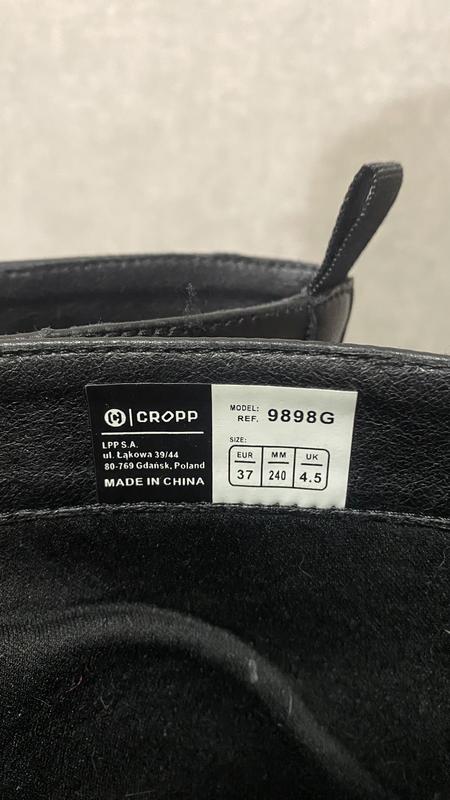 C | CROPP
LPP S.A.
ul. Łąkowa 39/44
80-769 Gdańsk, Poland
MADE IN CHINA
MODEL:
REF. 9898G
SIZE:
EUR MM UK
37 240 4.5